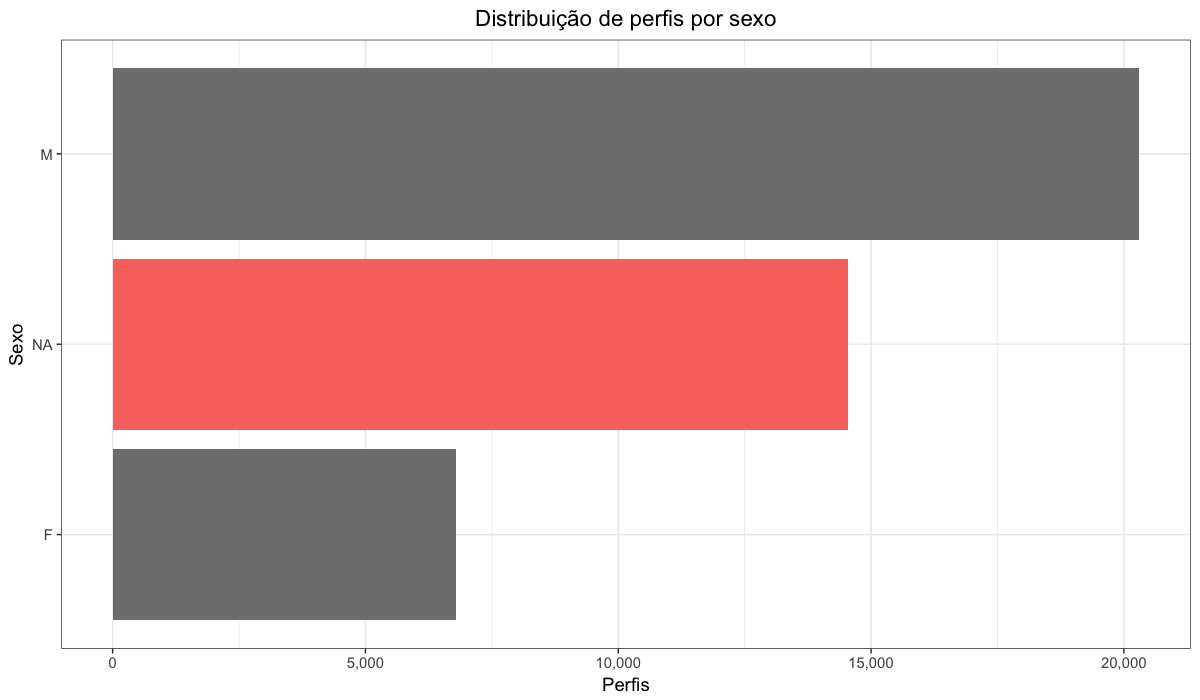 Distribuição de perfis por sexo
M
NA
F
Sexo
0
5,000
10,000
15,000
20,000
Perfis